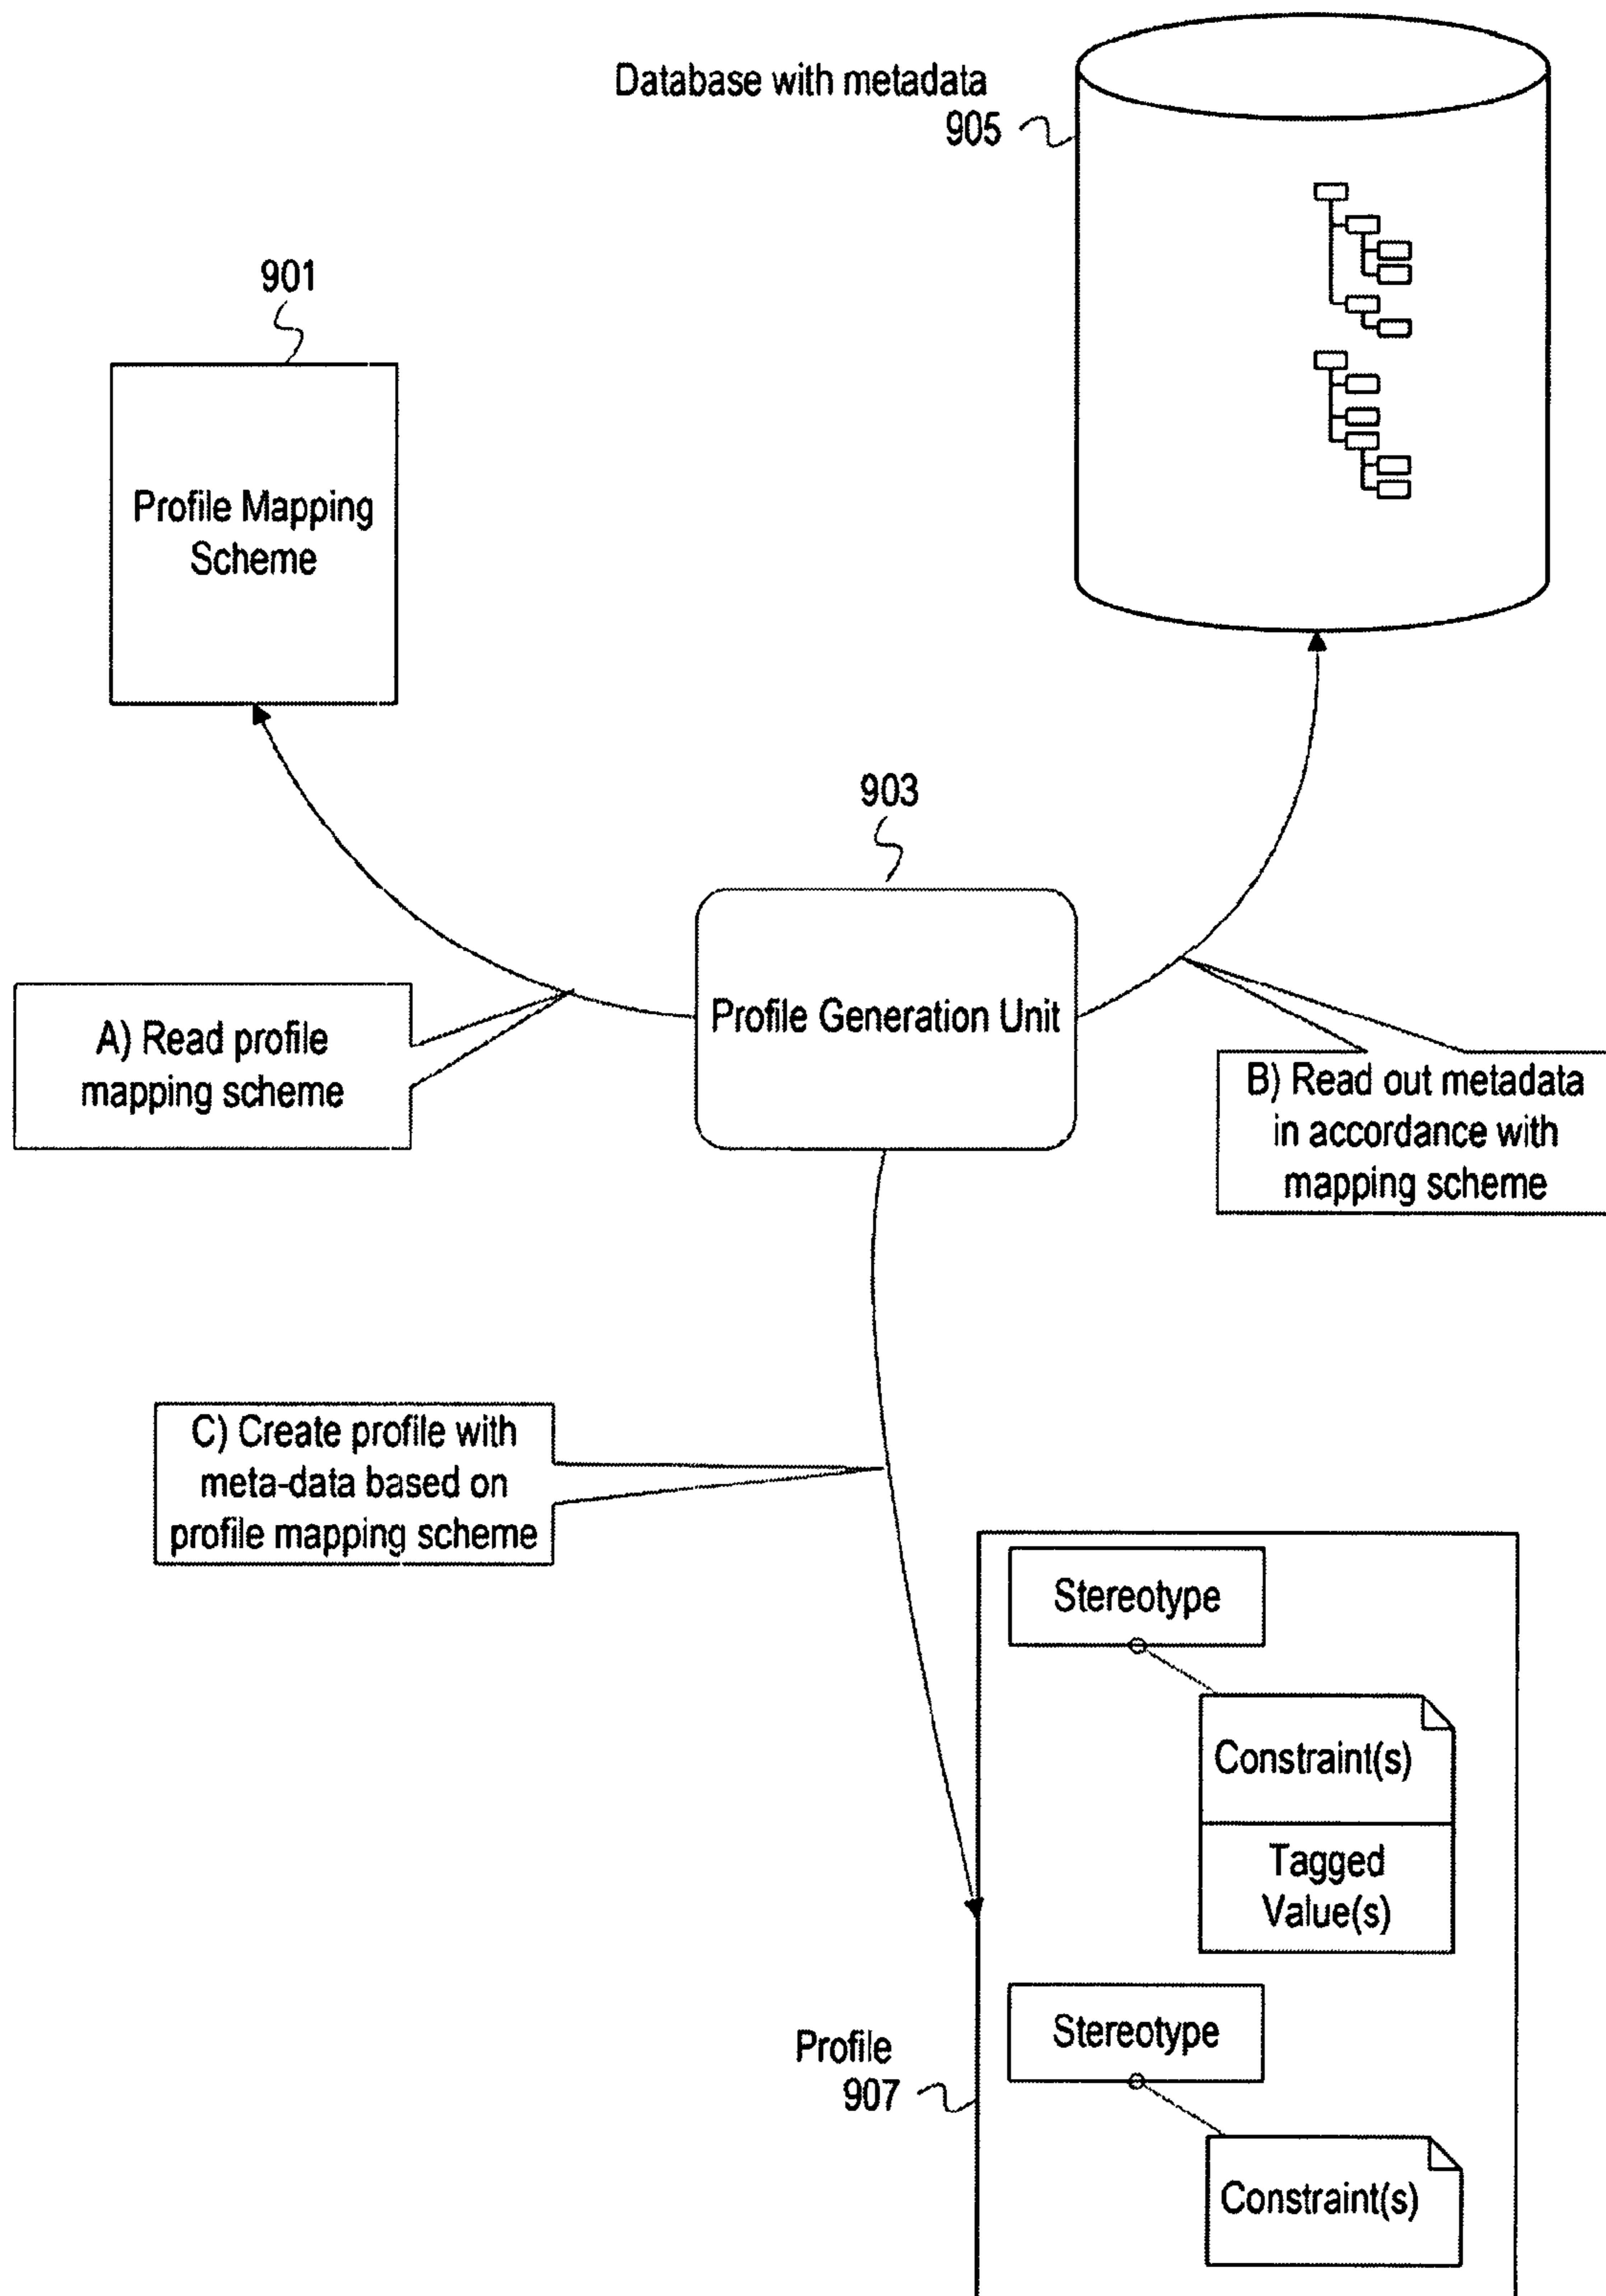 Database with metadata
905
901
Profile Mapping
Scheme
903
Profile Generation Unit
A) Read profile
mapping scheme
B) Read out metadata
in accordance with
mapping scheme
C) Create profile with
meta-data based on
profile mapping scheme
Stereotype
Constraint(s)
Tagged
Value(s)
Profile
907
Stereotype
Constraint(s)